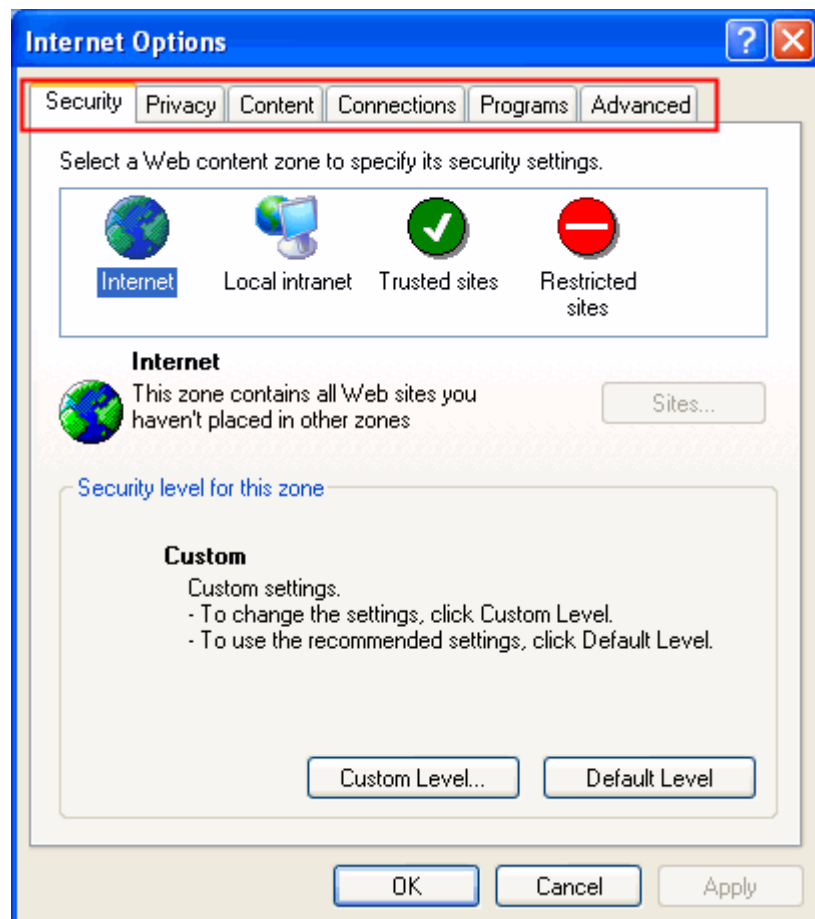 Internet Options
Security Privacy Content Connections Programs Advanced
Select a Web content zone to specify its security settings.
Internet Local intranet Trusted sites Restricted
sites
Internet
This zone contains all Web sites you
haven't placed in other zones
Sites...
Security level for this zone
Custom
Custom settings.
- To change the settings, click Custom Level.
- To use the recommended settings, click Default Level.
Custom Level... Default Level
OK Cancel Apply